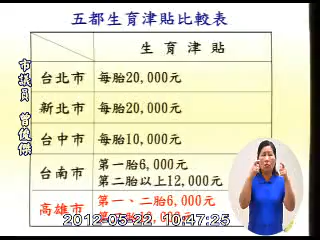 五都生育津貼比較表
生育津貼
台北市 每胎20,000元
新北市 每胎20,000元
台中市 每胎10,000元
台南市 第一胎6,000元
第二胎以上12,000元
高雄市 第一、二胎6,000元
2012-05-22 10:47:25
市議員 曾俊傑